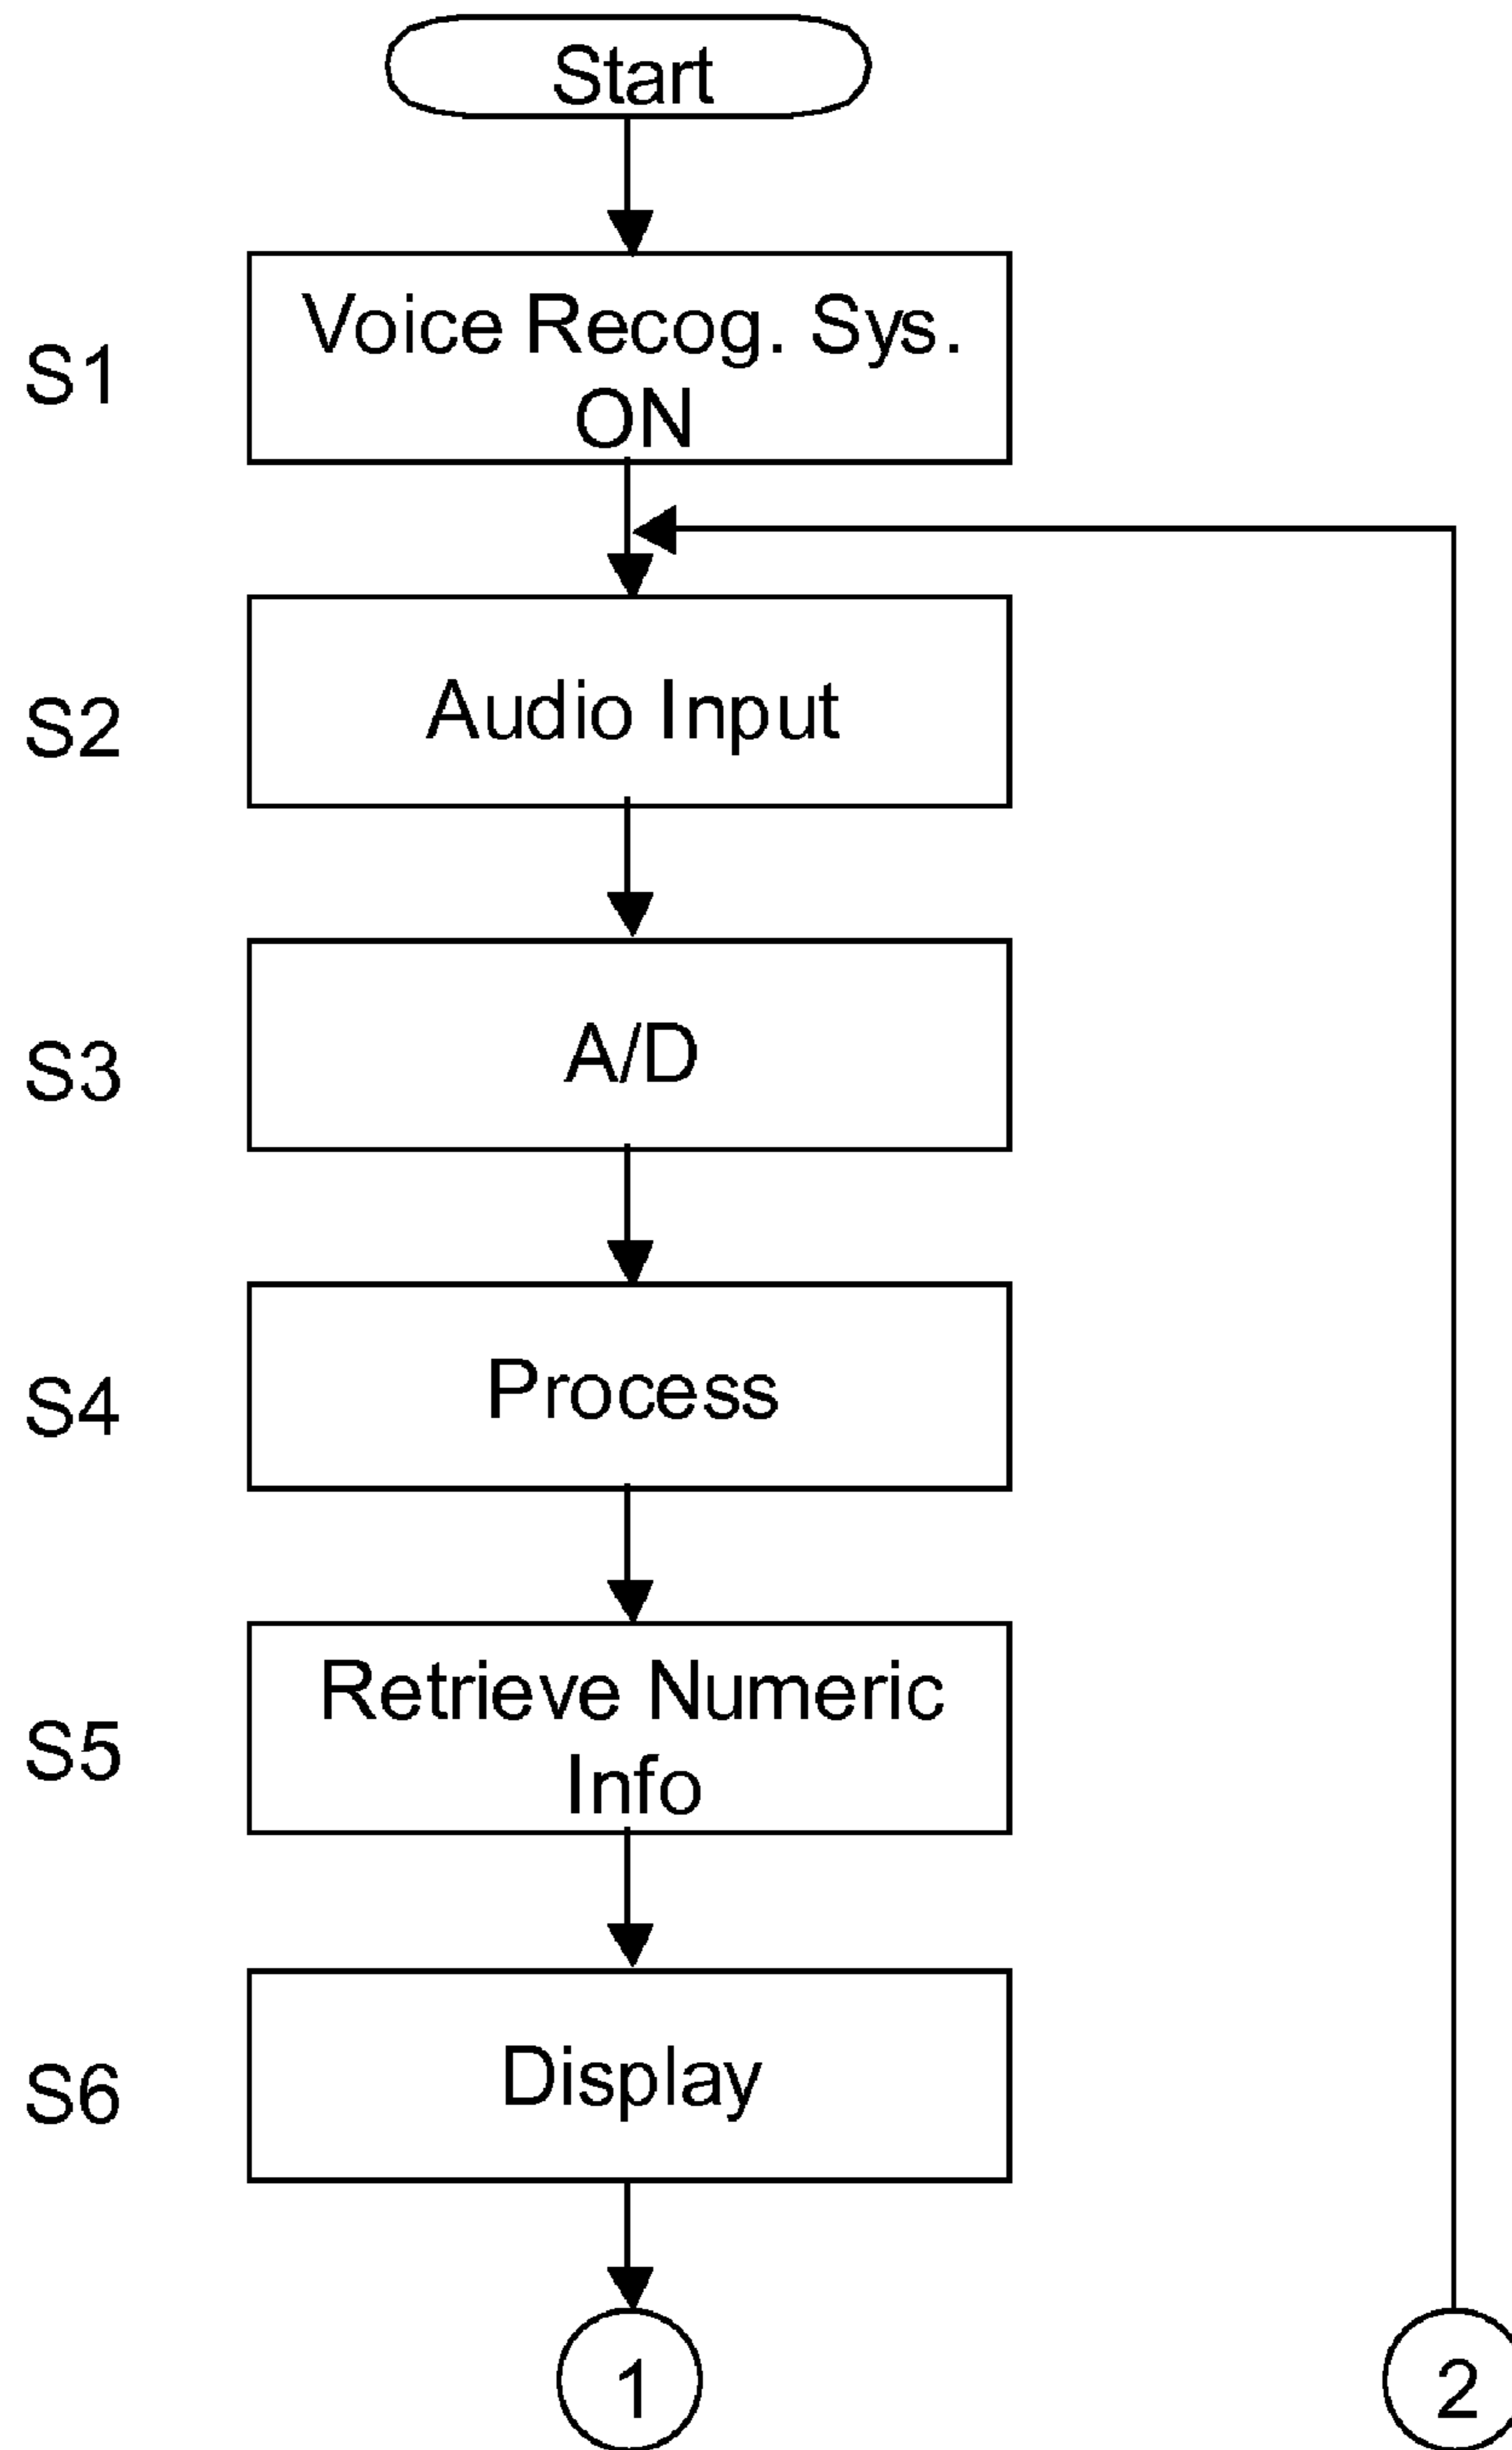 Start
S1
Voice Recog. Sys.
ON
S2
Audio Input
S3
A/D
S4
Process
S5
Retrieve Numeric
Info
S6
Display
1
2